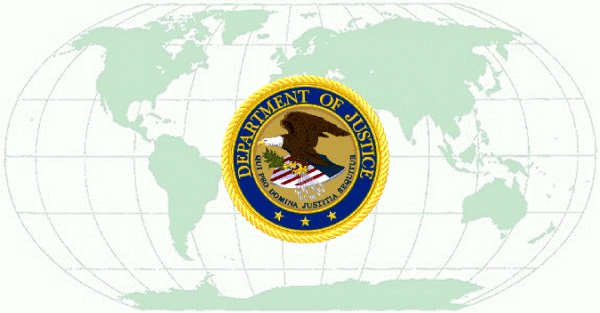 DEPARTMENT OF JUSTICE
QUI PRO DOMINA JUSTITIA SEQUITUR